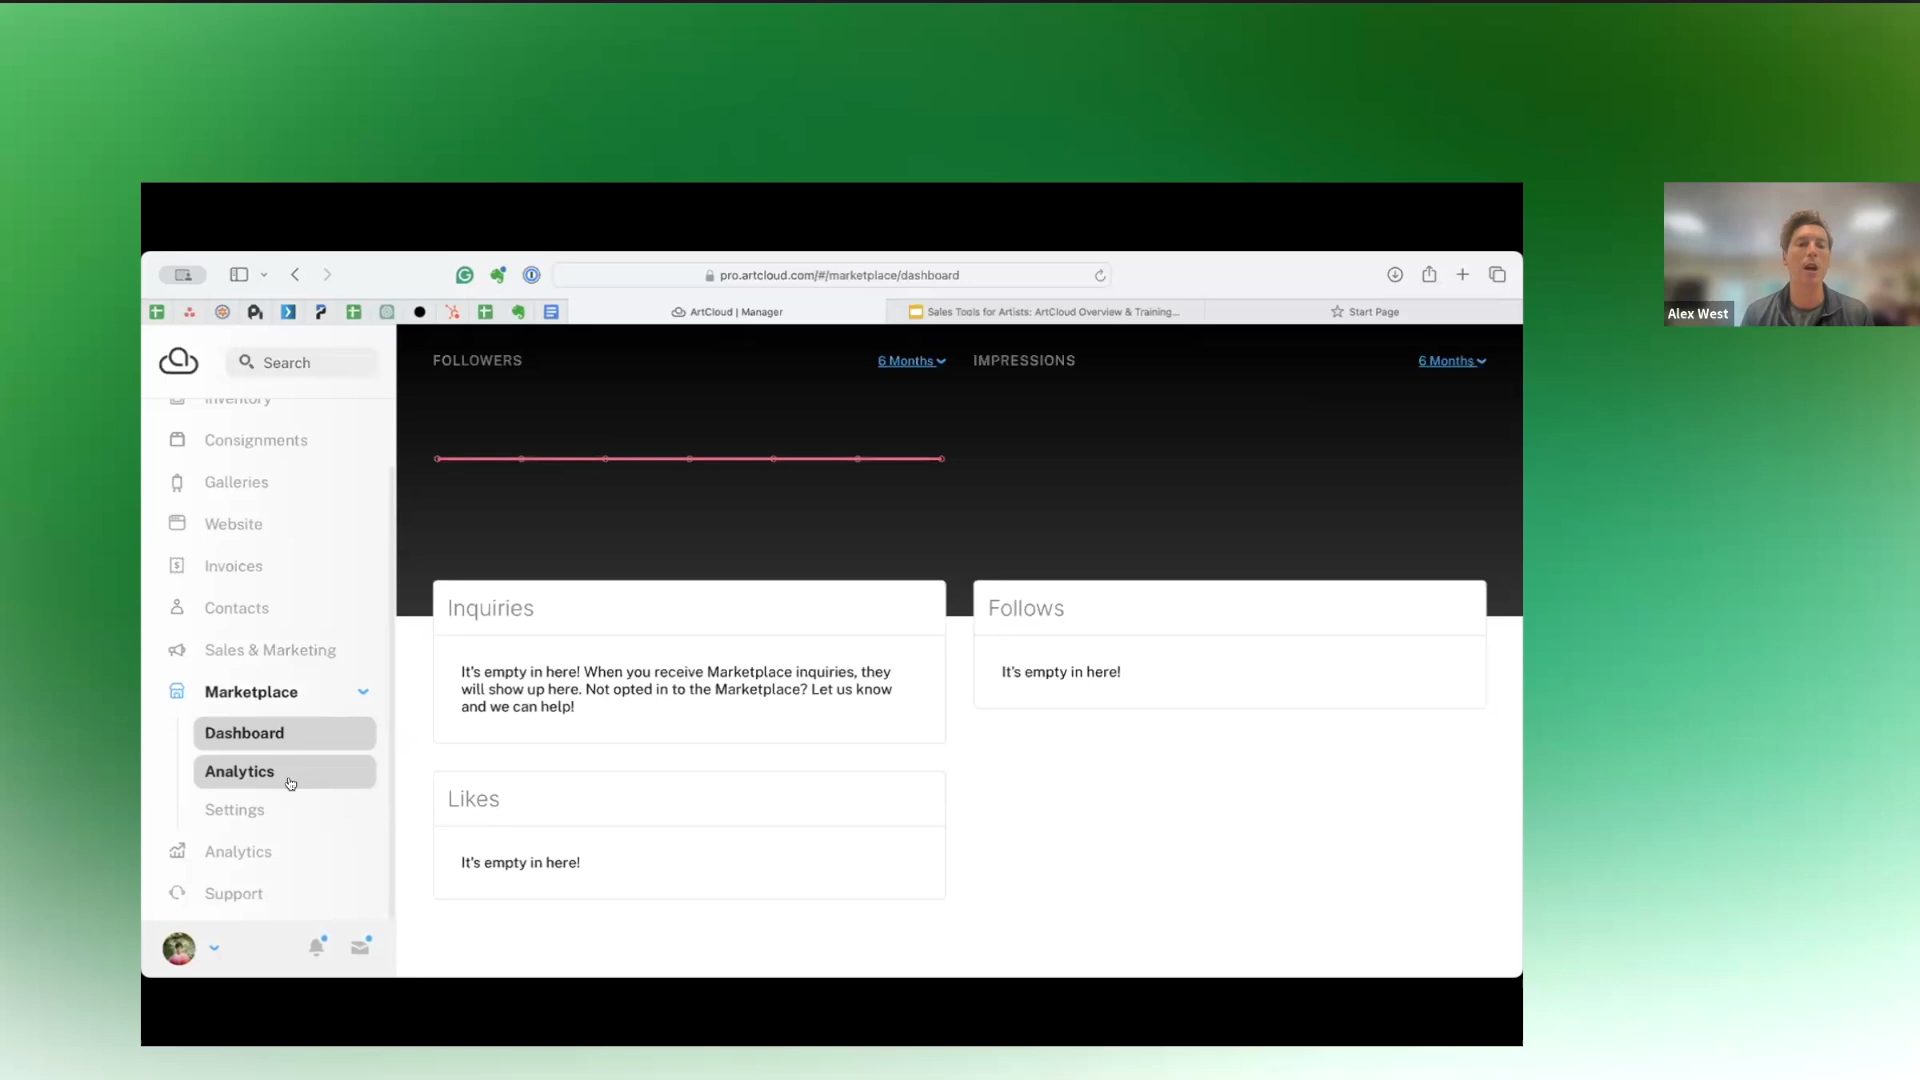 pro.artcloud.com/#/marketplace/dashboard
ArtCloud | Manager
Sales Tools for Artists: ArtCloud Overview & Training...
Start Page
Alex West
Search
Inventory
Consignments
Galleries
Website
Invoices
Contacts
Sales & Marketing
Marketplace
Dashboard
Analytics
Settings
Analytics
Support
FOLLOWERS
6 Months
IMPRESSIONS
6 Months
Inquiries
It's empty in here! When you receive Marketplace inquiries, they
will show up here. Not opted in to the Marketplace? Let us know
and we can help!
Follows
It's empty in here!
Likes
It's empty in here!